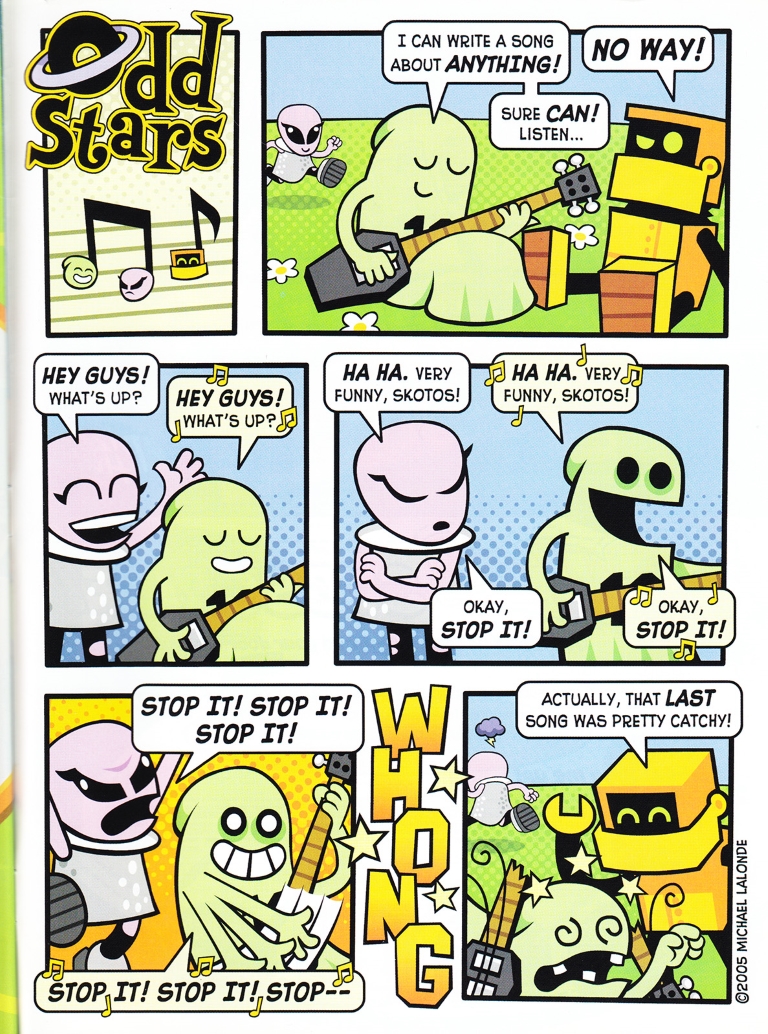 Odd
Stars
I CAN WRITE A SONG
ABOUT ANYTHING!
NO WAY!
SURE CAN!
LISTEN...
HEY GUYS!
WHAT'S UP?
HEY GUYS!
WHAT'S UP?
HA HA. VERY
FUNNY, SKOTOS!
HA HA. VERY
FUNNY, SKOTOS!
OKAY,
STOP IT!
OKAY,
STOP IT!
STOP IT! STOP IT!
STOP IT!
STOP IT! STOP IT! STOP--
WHONG
ACTUALLY, THAT LAST
SONG WAS PRETTY CATCHY!
©2005 MICHAEL LALONDE